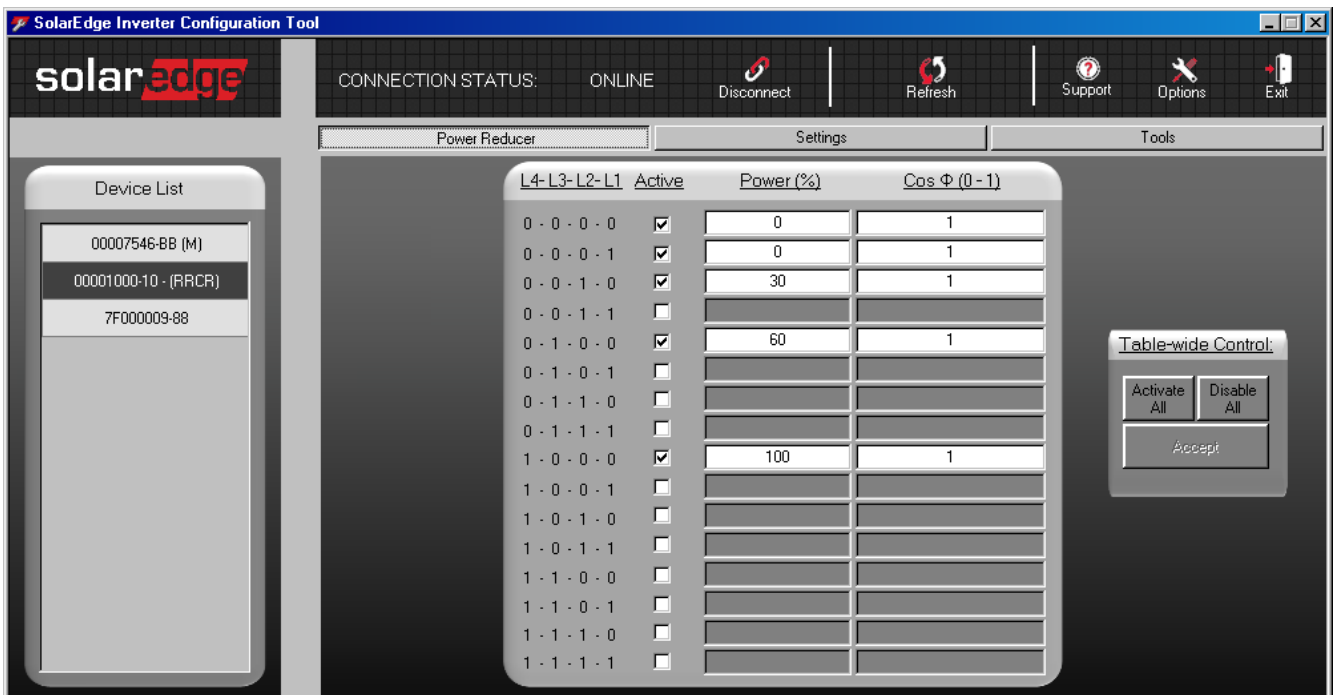 SolarEdge Inverter Configuration Tool
solaredge
CONNECTION STATUS: ONLINE
Disconnect
Refresh
Support
Options
Exit
Power Reducer
Settings
Tools
Device List
00007546-BB (M)
00001000-10 - (RRCR)
7F000009-88
L4-L3-L2-L1 Active Power (%) Cos Φ (0 - 1)
0 - 0 - 0 - 0 0 1
0 - 0 - 0 - 1 0 1
0 - 0 - 1 - 0 30 1
0 - 0 - 1 - 1
0 - 1 - 0 - 0 60 1
0 - 1 - 0 - 1
0 - 1 - 1 - 0
0 - 1 - 1 - 1
1 - 0 - 0 - 0 100 1
1 - 0 - 0 - 1
1 - 0 - 1 - 0
1 - 0 - 1 - 1
1 - 1 - 0 - 0
1 - 1 - 0 - 1
1 - 1 - 1 - 0
1 - 1 - 1 - 1
Table-wide Control:
Activate All
Disable All
Accept